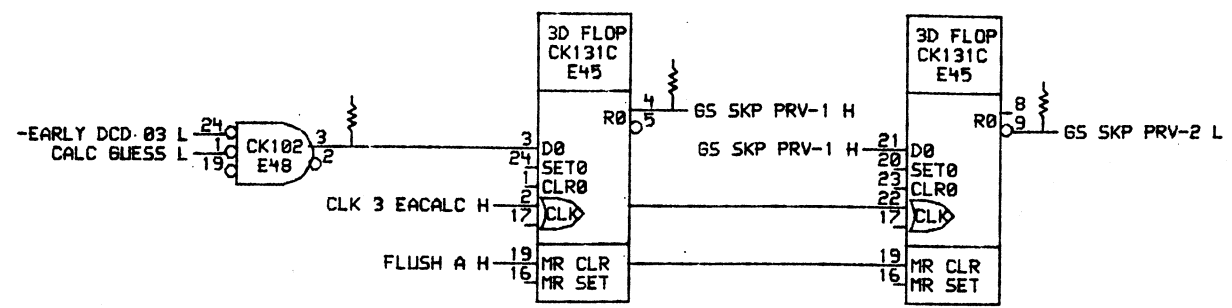 3D FLOP
CK131C
E45
3D FLOP
CK131C
E45
4
GS SKP PRV-1 H
R0
5
8
R0
9
GS SKP PRV-2 L
-EARLY DCD 03 L
24
CALC GUESS L
1
19
CK102
E48
3
2
3
D0
24
SET0
1
CLR0
CLK 3 EACALC H
2
17
CLK
GS SKP PRV-1 H
21
D0
20
SET0
23
CLR0
22
17
CLK
FLUSH A H
19
MR CLR
16
MR SET
19
MR CLR
16
MR SET